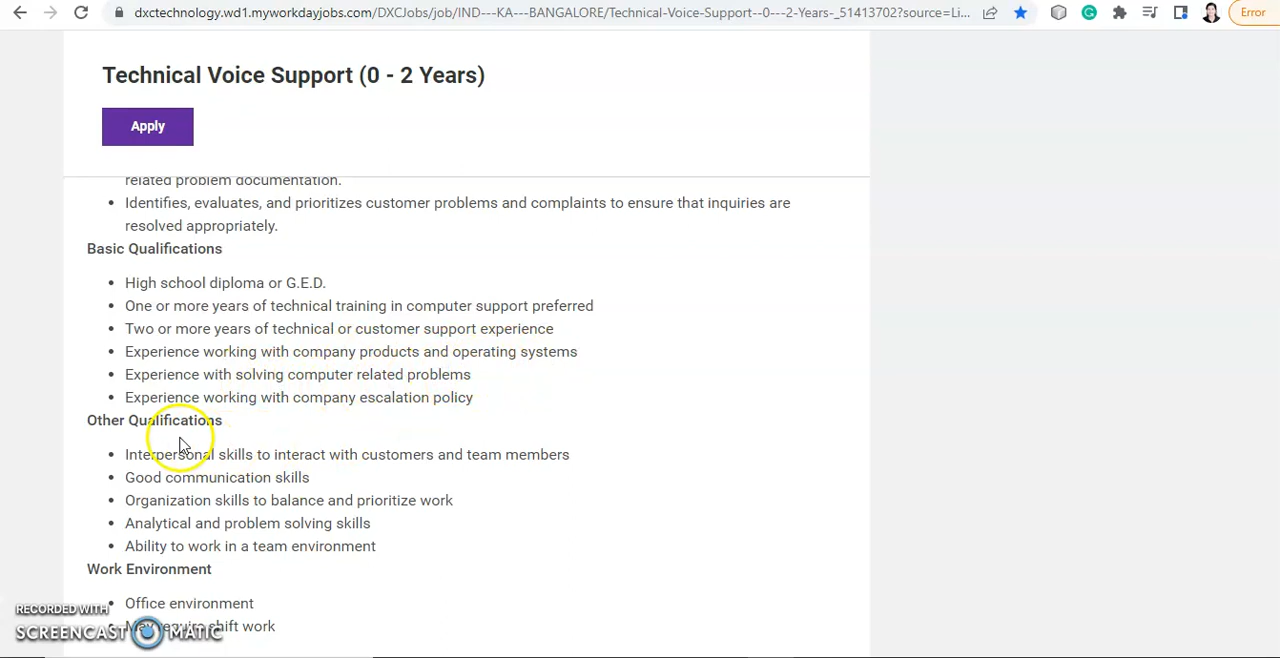 dxctechnology.wd1.myworkdayjobs.com/DXCJobs/job/IND---KA---BANGALORE/Technical-Voice-Support--0---2-Years-_51413702?source=Li...
Error
Technical Voice Support (0 - 2 Years)
Apply
related problem documentation.
• Identifies, evaluates, and prioritizes customer problems and complaints to ensure that inquiries are
resolved appropriately.
Basic Qualifications
• High school diploma or G.E.D.
• One or more years of technical training in computer support preferred
• Two or more years of technical or customer support experience
• Experience working with company products and operating systems
• Experience with solving computer related problems
• Experience working with company escalation policy
Other Qualifications
• Interpersonal skills to interact with customers and team members
• Good communication skills
• Organization skills to balance and prioritize work
• Analytical and problem solving skills
• Ability to work in a team environment
Work Environment
• Office environment
• May require shift work
RECORDED WITH
SCREENCAST MATIC